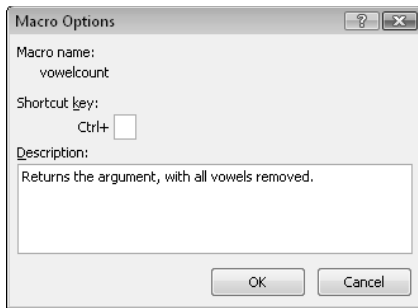 Macro Options
Macro name:
vowelcount
Shortcut key:
Ctrl+
Description:
Returns the argument, with all vowels removed.
OK Cancel